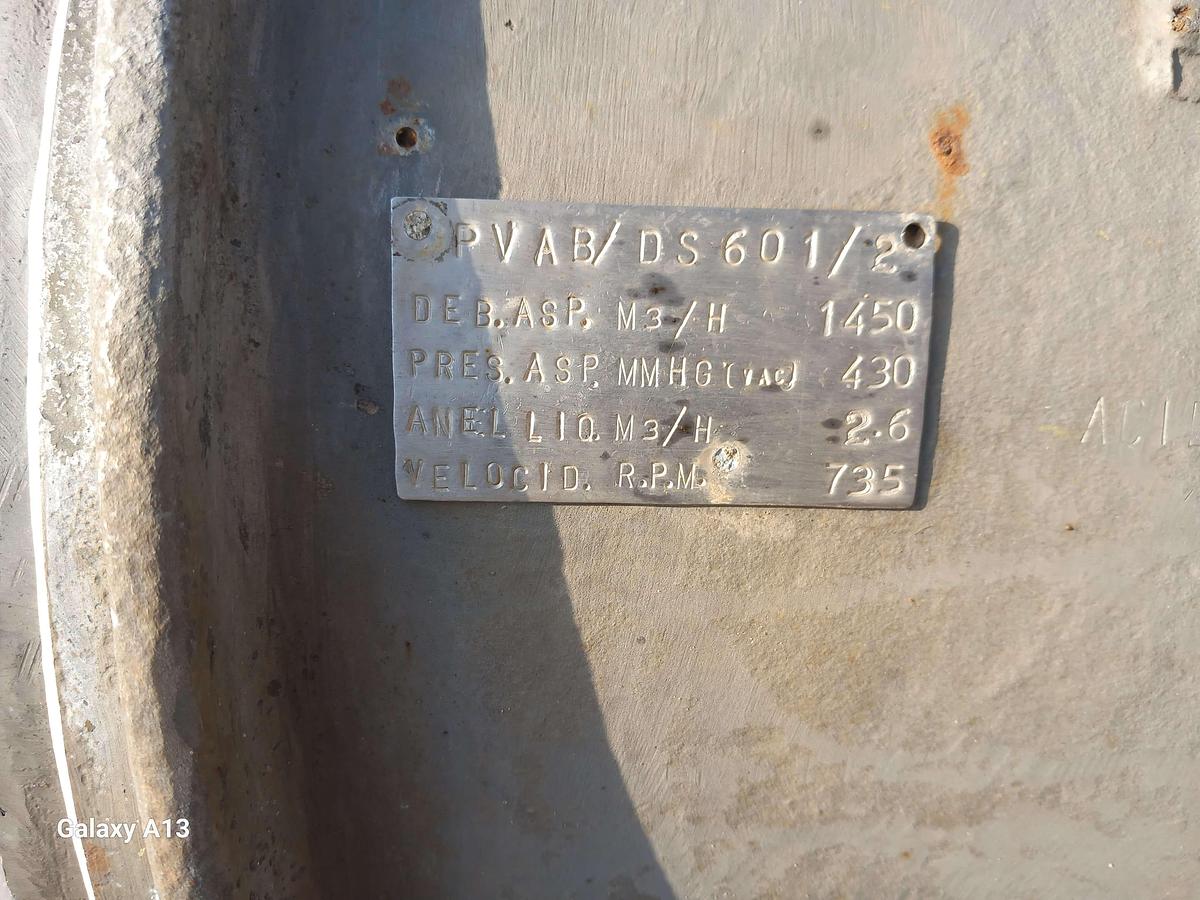 PVAB/DS 601/2
DEB. ASP. M3/H 1450
PRES. ASP. MMHG (VAC) 430
ANEL LIQ. M3/H 2.6
VELOCID. R.P.M. 735
Galaxy A13